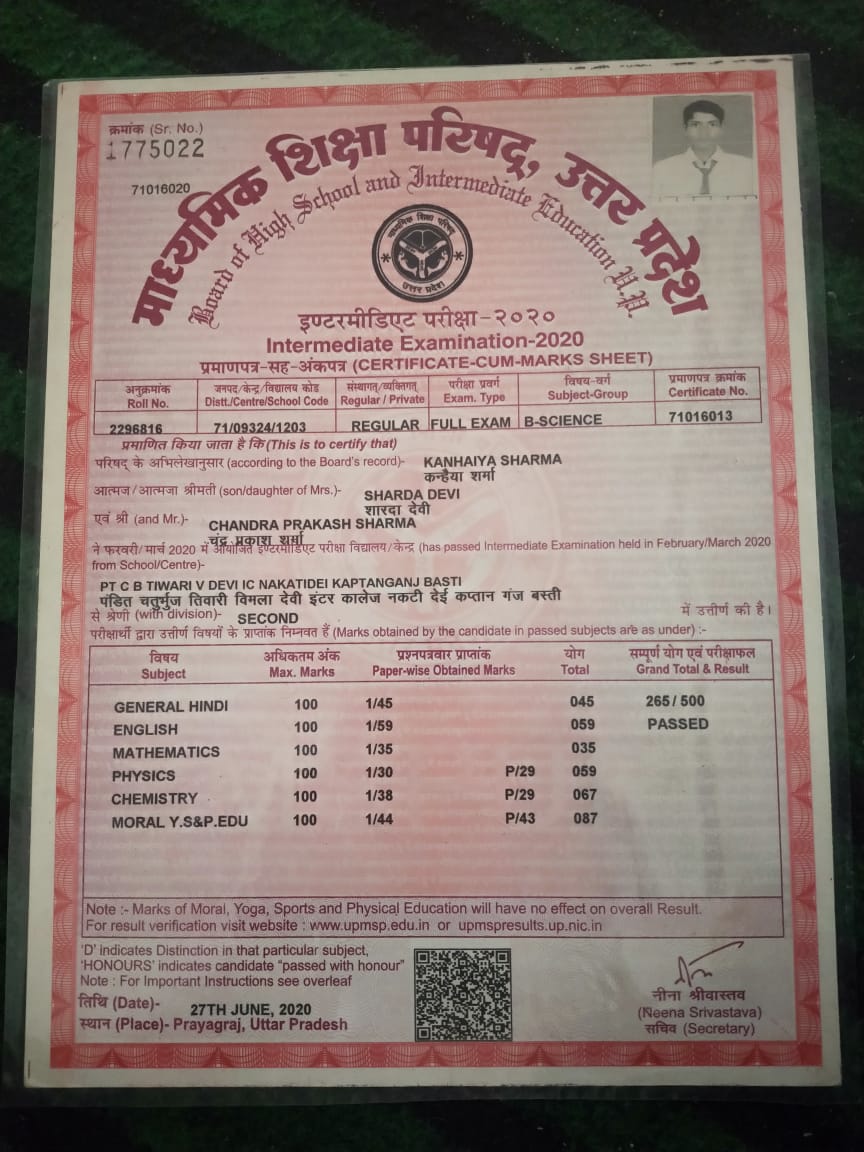 क्रमांक (Sr. No.)
1775022
71016020
माध्यमिक शिक्षा परिषद्, उत्तर प्रदेश
Board of High School and Intermediate Education U.P.
माध्यमिक शिक्षा परिषद्
उत्तर प्रदेश
इण्टरमीडिएट परीक्षा-२०२०
Intermediate Examination-2020
प्रमाणपत्र-सह-अंकपत्र (CERTIFICATE-CUM-MARKS SHEET)
अनुक्रमांक जनपद/केन्द्र/विद्यालय कोड संस्थागत/व्यक्तिगत परीक्षा प्रवर्ग विषय-वर्ग प्रमाणपत्र क्रमांक
Roll No. Distt./Centre/School Code Regular / Private Exam. Type Subject-Group Certificate No.
2296816 71/09324/1203 REGULAR FULL EXAM B-SCIENCE 71016013
प्रमाणित किया जाता है कि (This is to certify that)
परिषद् के अभिलेखानुसार (according to the Board's record)- KANHAIYA SHARMA
कन्हैया शर्मा
आत्मज/आत्मजा श्रीमती (son/daughter of Mrs.)- SHARDA DEVI
शारदा देवी
एवं श्री (and Mr.)- CHANDRA PRAKASH SHARMA
चंद्र प्रकाश शर्मा
ने फरवरी/मार्च 2020 में आयोजित इण्टरमीडिएट परीक्षा विद्यालय/केन्द्र (has passed Intermediate Examination held in February/March 2020
from School/Centre)-
PT C B TIWARI V DEVI IC NAKATIDEI KAPTANGANJ BASTI
पंडित चतुर्भुज तिवारी विमला देवी इंटर कालेज नकटी देई कप्तान गंज बस्ती
से श्रेणी (with division)- SECOND में उत्तीर्ण की है।
परीक्षार्थी द्वारा उत्तीर्ण विषयों के प्राप्तांक निम्नवत हैं (Marks obtained by the candidate in passed subjects are as under) :-
विषय अधिकतम अंक प्रश्नपत्रवार प्राप्तांक योग सम्पूर्ण योग एवं परीक्षाफल
Subject Max. Marks Paper-wise Obtained Marks Total Grand Total & Result
GENERAL HINDI 100 1/45 045 265/500
ENGLISH 100 1/59 059 PASSED
MATHEMATICS 100 1/35 035
PHYSICS 100 1/30 P/29 059
CHEMISTRY 100 1/38 P/29 067
MORAL Y.S&P.EDU 100 1/44 P/43 087
Note :- Marks of Moral, Yoga, Sports and Physical Education will have no effect on overall Result.
For result verification visit website : www.upmsp.edu.in or upmspresults.up.nic.in
'D' indicates Distinction in that particular subject,
'HONOURS' indicates candidate "passed with honour"
Note : For Important Instructions see overleaf
तिथि (Date)- 27TH JUNE, 2020
स्थान (Place)- Prayagraj, Uttar Pradesh
नीना श्रीवास्तव
(Neena Srivastava)
सचिव (Secretary)